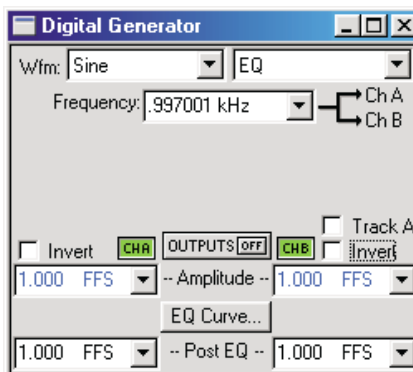 Digital Generator
Wfm: Sine EQ
Frequency: .997001 kHz Ch A
Ch B
Track A
Invert CHA OUTPUTS OFF CHB Invert
1.000 FFS -- Amplitude -- 1.000 FFS
EQ Curve...
1.000 FFS -- Post EQ -- 1.000 FFS